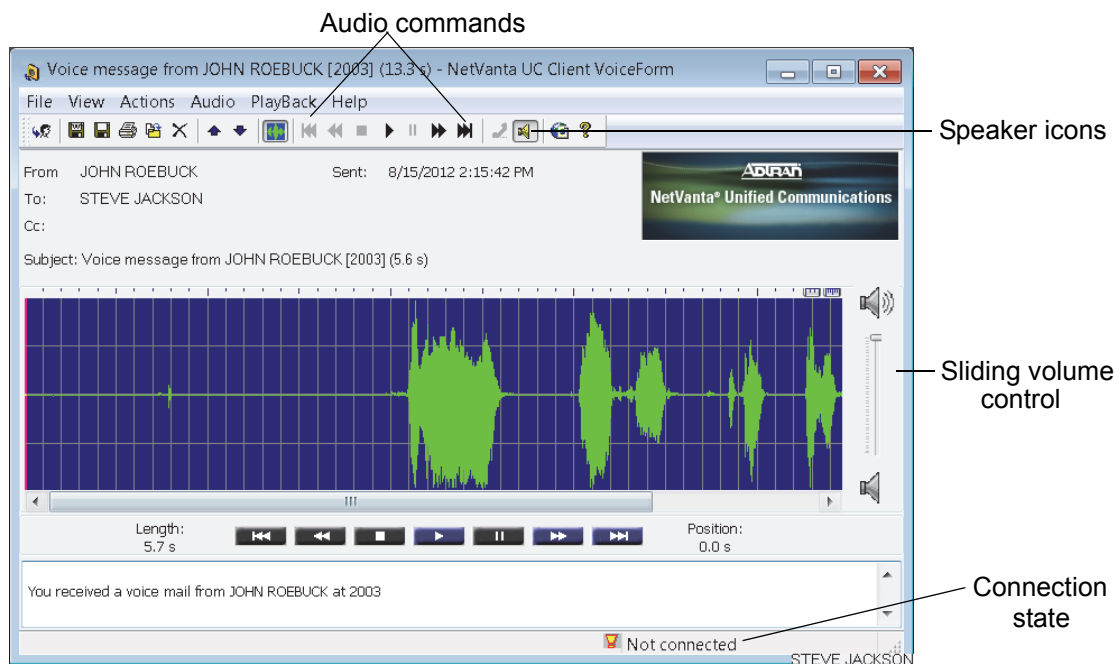 Audio commands
Voice message from JOHN ROEBUCK [2003] (13.3 s) - NetVanta UC Client VoiceForm
File View Actions Audio PlayBack Help
Speaker icons
From JOHN ROEBUCK Sent: 8/15/2012 2:15:42 PM
To: STEVE JACKSON
Cc:
ADTRAN
NetVanta® Unified Communications
Subject: Voice message from JOHN ROEBUCK [2003] (5.6 s)
Sliding volume
control
Length:
5.7 s
Position:
0.0 s
You received a voice mail from JOHN ROEBUCK at 2003
Connection
state
Not connected
STEVE JACKSON